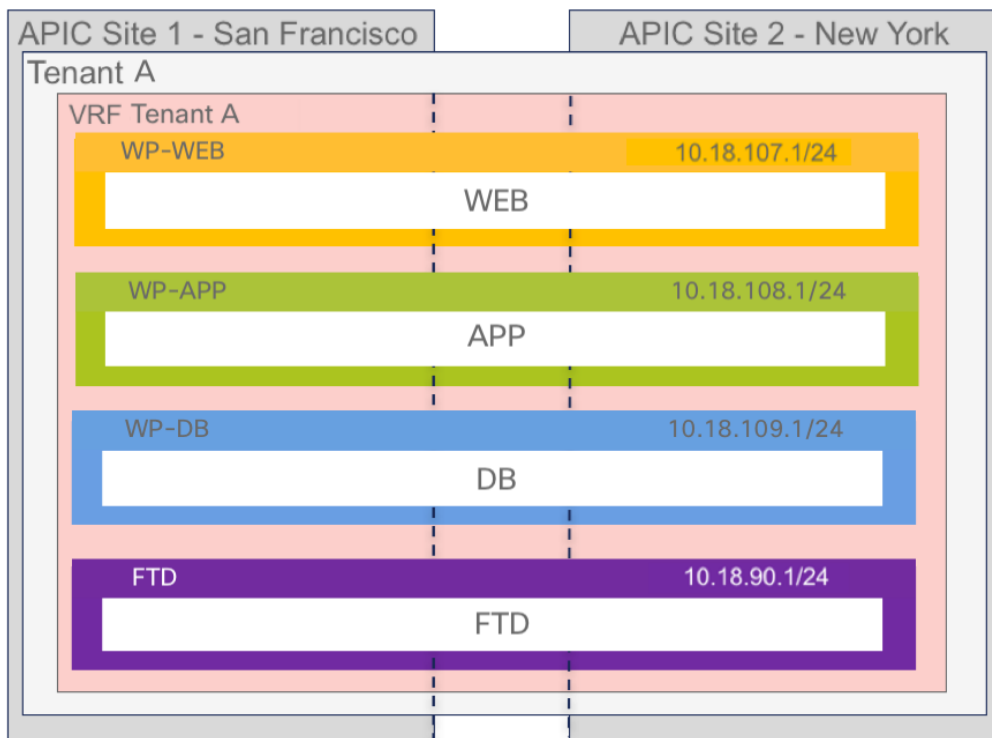 APIC Site 1 - San Francisco
APIC Site 2 - New York
Tenant A
VRF Tenant A
WP-WEB 10.18.107.1/24
WEB
WP-APP 10.18.108.1/24
APP
WP-DB 10.18.109.1/24
DB
FTD 10.18.90.1/24
FTD